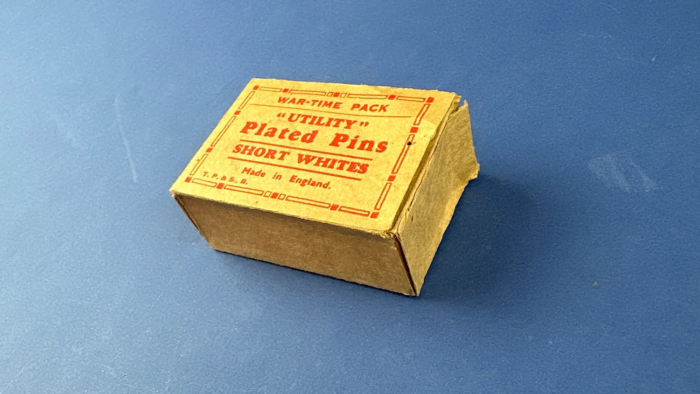 WAR-TIME PACK
"UTILITY"
Plated Pins
SHORT WHITES
Made in England.
T. P. & S. B.